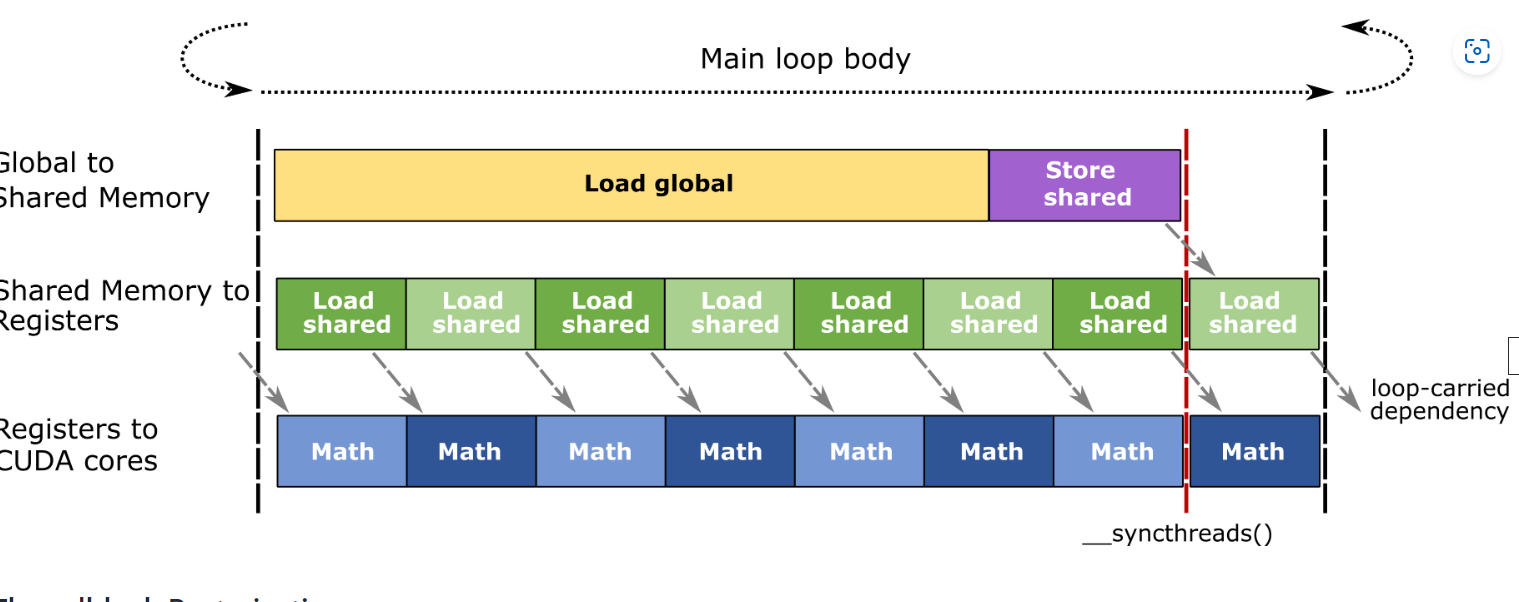 Main loop body
Global to
Shared Memory
Load global
Store
shared
Shared Memory to
Registers
Load
shared
Load
shared
Load
shared
Load
shared
Load
shared
Load
shared
Load
shared
Load
shared
loop-carried
dependency
Registers to
CUDA cores
Math
Math
Math
Math
Math
Math
Math
Math
__syncthreads()